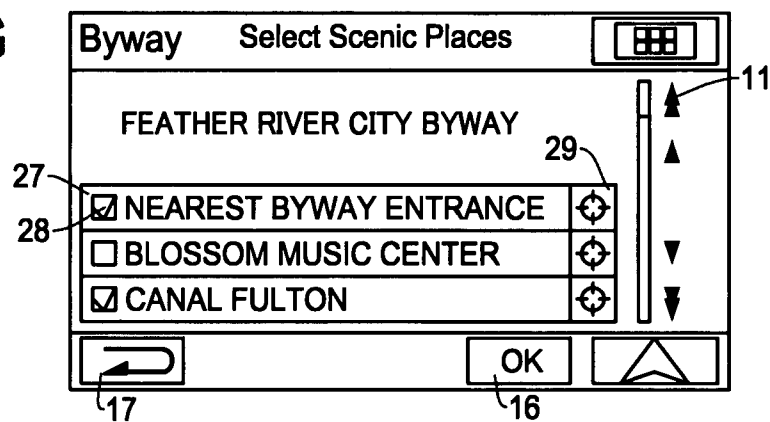 G
Byway Select Scenic Places
11
FEATHER RIVER CITY BYWAY
29
27
NEAREST BYWAY ENTRANCE
28
BLOSSOM MUSIC CENTER
CANAL FULTON
OK
17
16